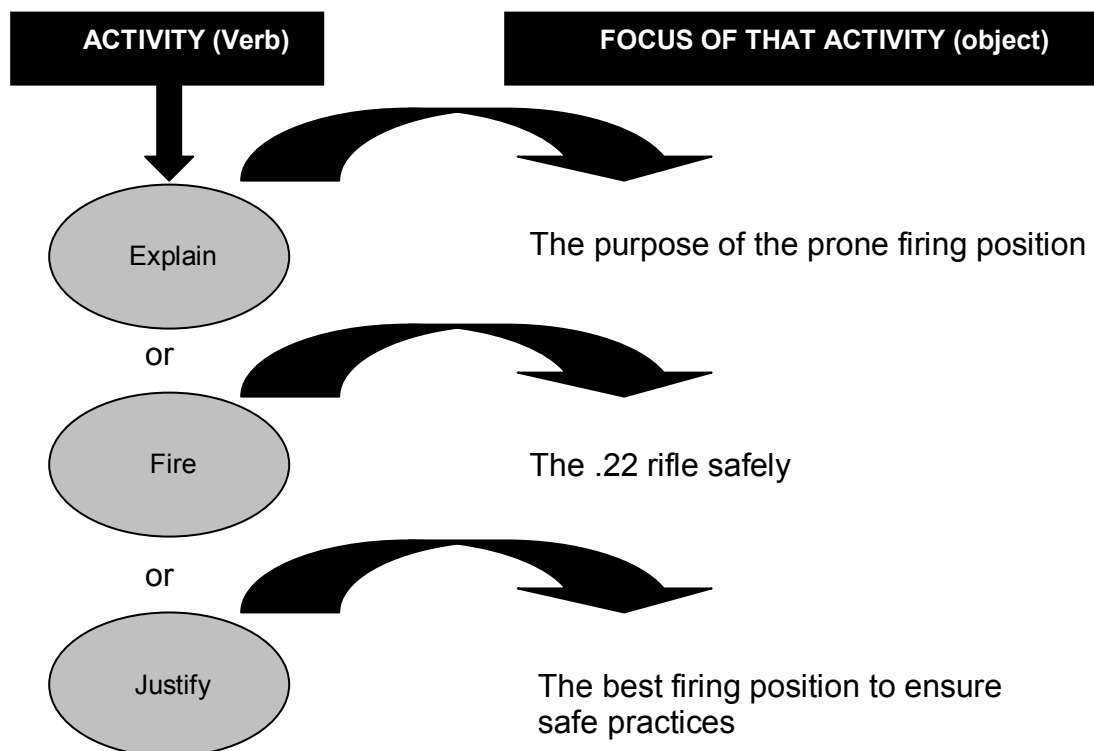 ACTIVITY (Verb)
FOCUS OF THAT ACTIVITY (object)
Explain
The purpose of the prone firing position
or
Fire
The .22 rifle safely
or
Justify
The best firing position to ensure
safe practices